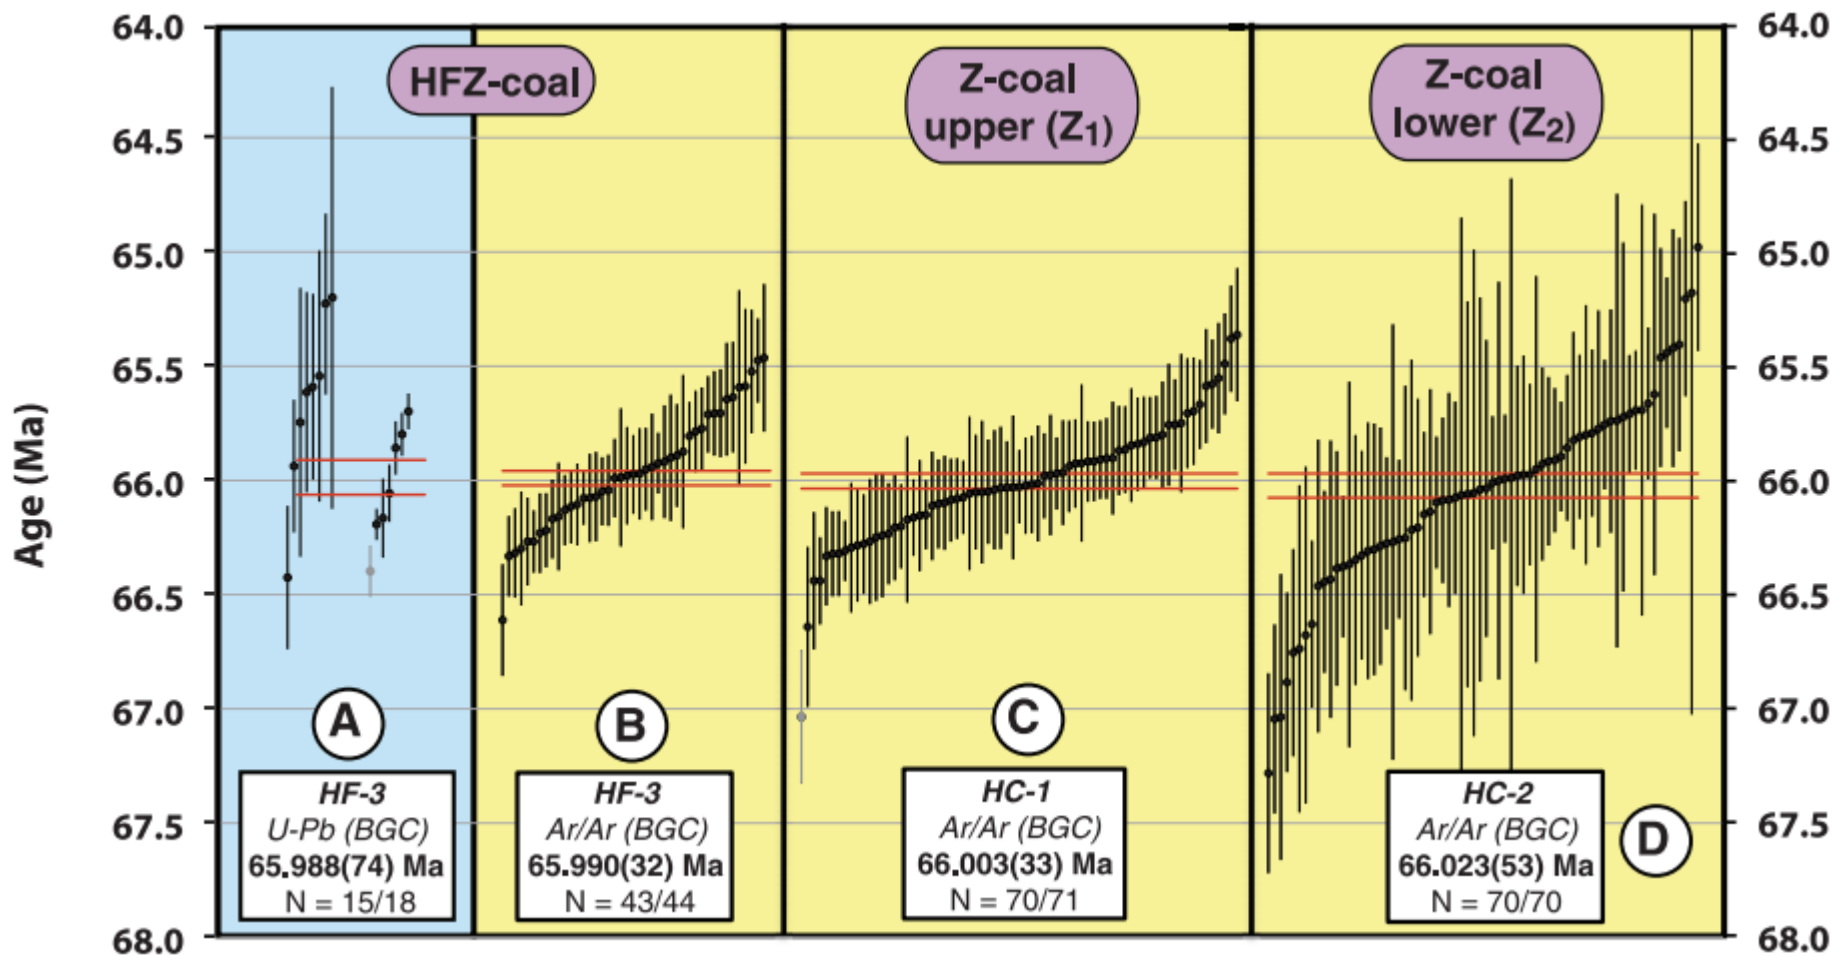 Age (Ma)
64.0
64.5
65.0
65.5
66.0
66.5
67.0
67.5
68.0
HFZ-coal
A
HF-3
U-Pb (BGC)
65.988(74) Ma
N = 15/18
B
HF-3
Ar/Ar (BGC)
65.990(32) Ma
N = 43/44
Z-coal
upper (Z₁)
C
HC-1
Ar/Ar (BGC)
66.003(33) Ma
N = 70/71
Z-coal
lower (Z₂)
HC-2
Ar/Ar (BGC)
66.023(53) Ma
N = 70/70
D
64.0
64.5
65.0
65.5
66.0
66.5
67.0
67.5
68.0